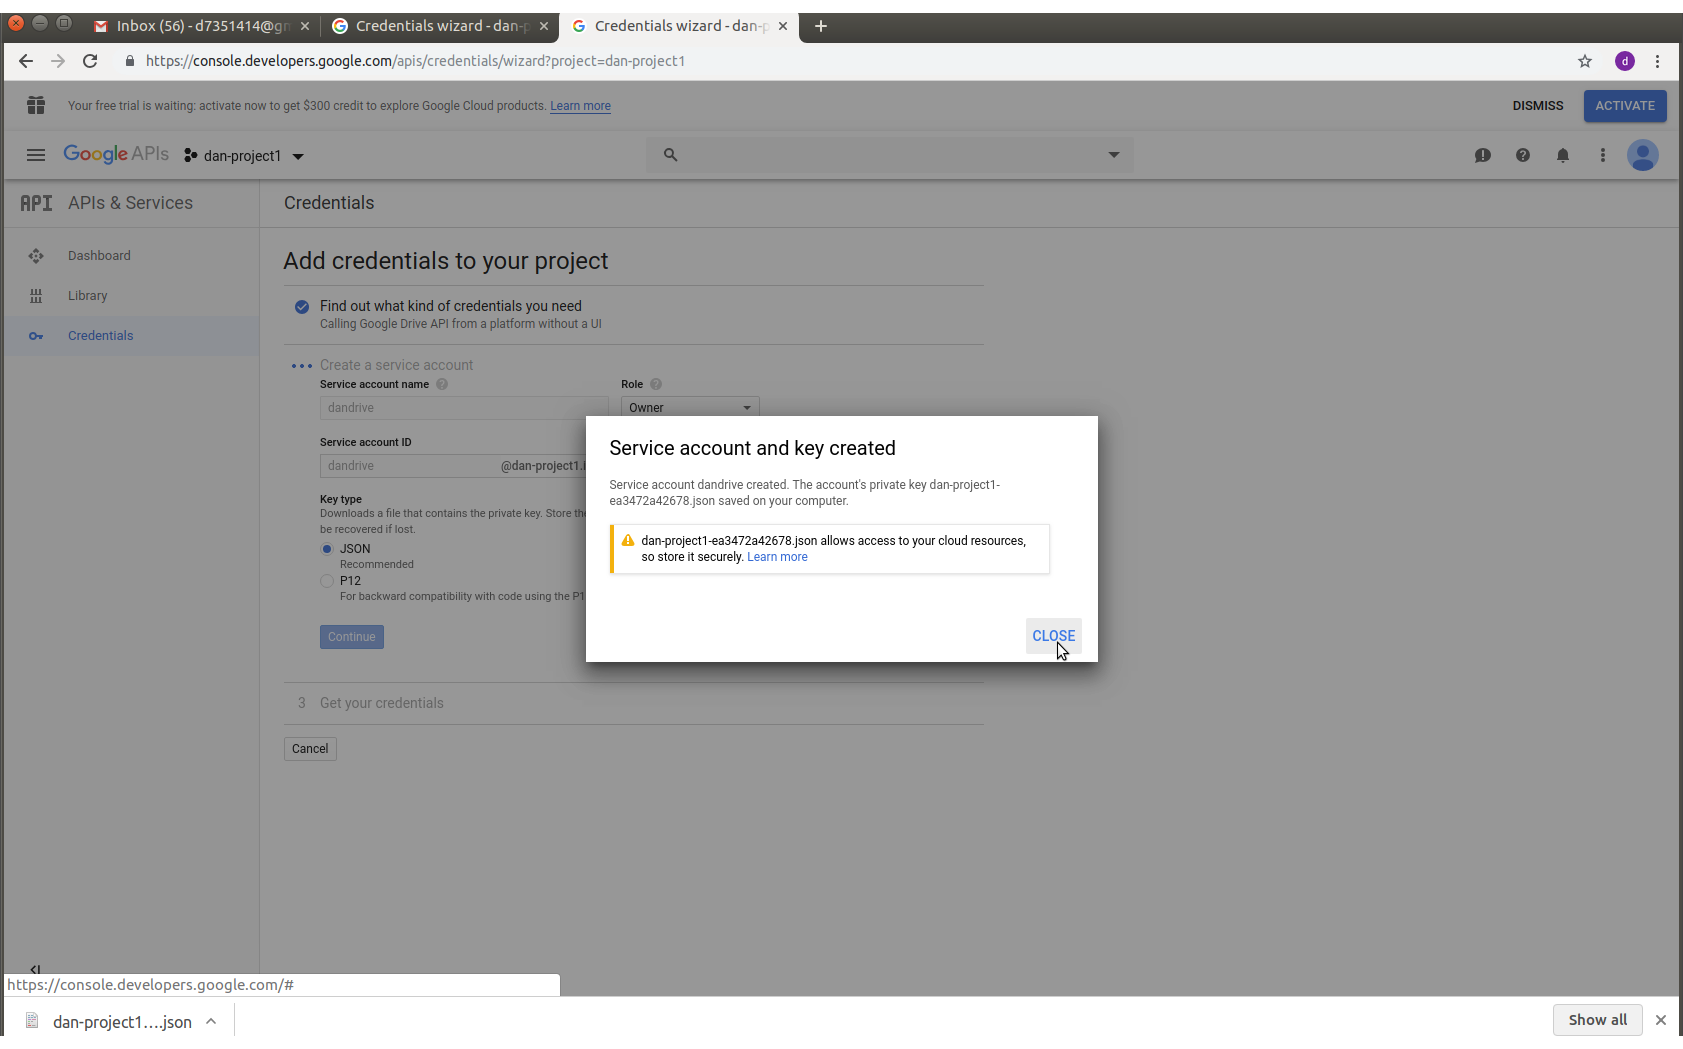 Inbox (56) - d7351414@gm
Credentials wizard - dan-p
Credentials wizard - dan-p
https://console.developers.google.com/apis/credentials/wizard?project=dan-project1
d
Your free trial is waiting: activate now to get $300 credit to explore Google Cloud products. Learn more
DISMISS
ACTIVATE
Google APIs
dan-project1
API APIs & Services
Credentials
Dashboard
Library
Credentials
Add credentials to your project
Find out what kind of credentials you need
Calling Google Drive API from a platform without a UI
Create a service account
Service account name
Role
dandrive
Owner
Service account ID
dandrive
@dan-project1.i
Key type
Downloads a file that contains the private key. Store the
be recovered if lost.
JSON
Recommended
P12
For backward compatibility with code using the P1
Continue
Service account and key created
Service account dandrive created. The account's private key dan-project1-
ea3472a42678.json saved on your computer.
dan-project1-ea3472a42678.json allows access to your cloud resources,
so store it securely. Learn more
CLOSE
3 Get your credentials
Cancel
https://console.developers.google.com/#
dan-project1....json
Show all